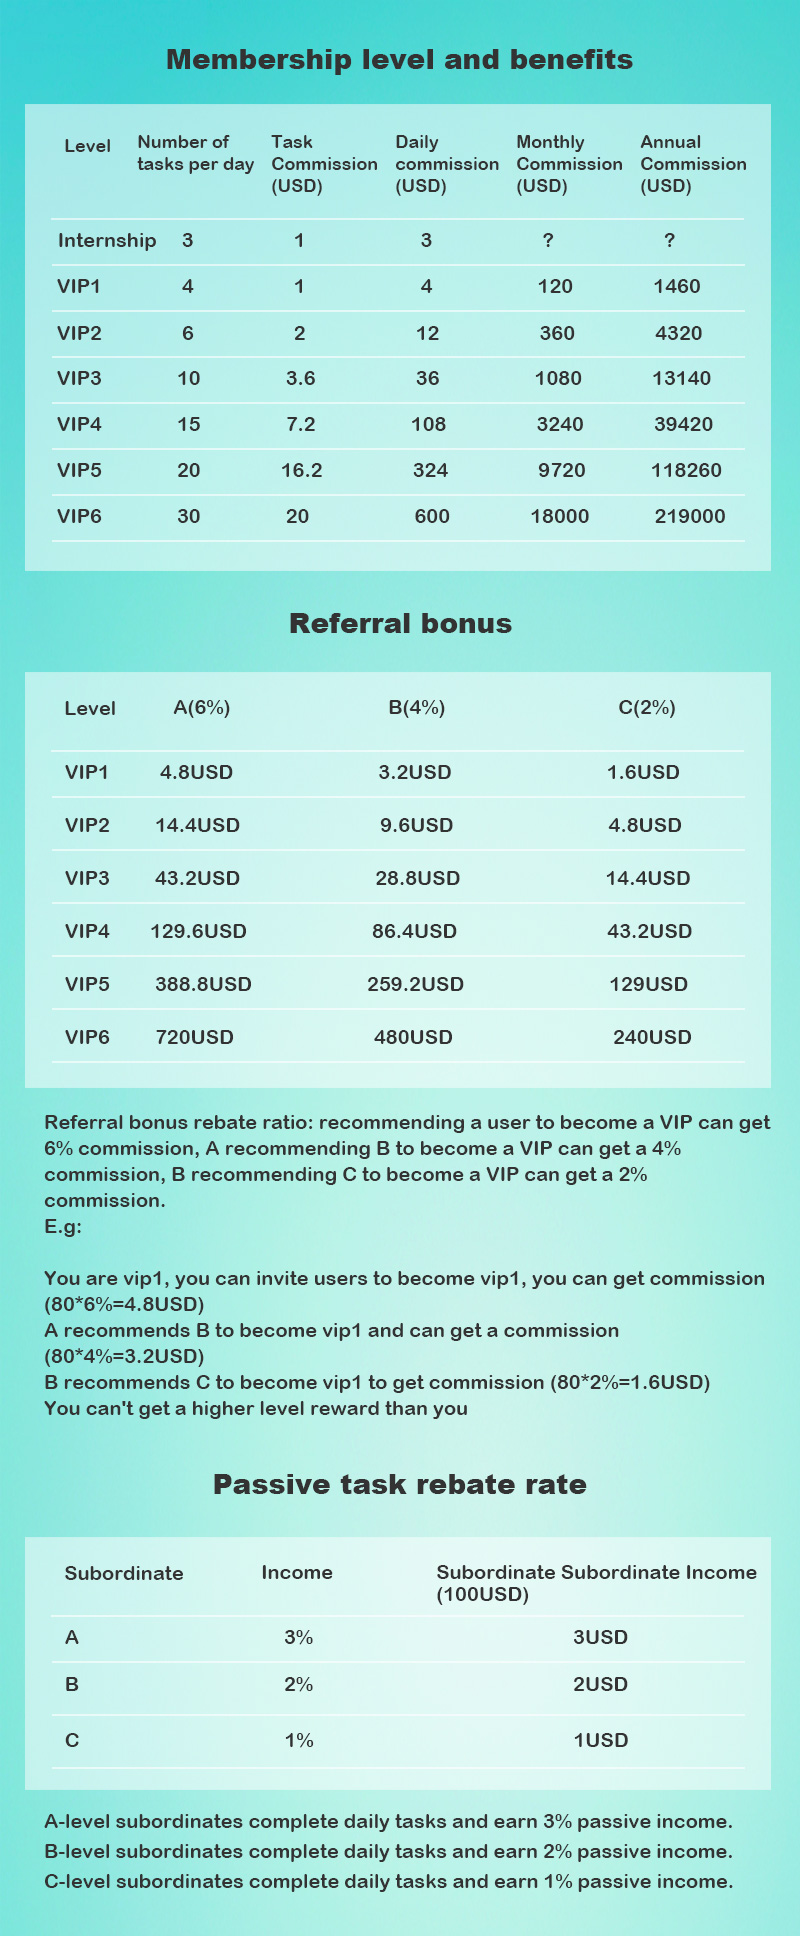 Membership level and benefits
Level Number of tasks per day Task Commission (USD) Daily commission (USD) Monthly Commission (USD) Annual Commission (USD)
Internship 3 1 3 ? ?
VIP1 4 1 4 120 1460
VIP2 6 2 12 360 4320
VIP3 10 3.6 36 1080 13140
VIP4 15 7.2 108 3240 39420
VIP5 20 16.2 324 9720 118260
VIP6 30 20 600 18000 219000
Referral bonus
Level A(6%) B(4%) C(2%)
VIP1 4.8USD 3.2USD 1.6USD
VIP2 14.4USD 9.6USD 4.8USD
VIP3 43.2USD 28.8USD 14.4USD
VIP4 129.6USD 86.4USD 43.2USD
VIP5 388.8USD 259.2USD 129USD
VIP6 720USD 480USD 240USD
Referral bonus rebate ratio: recommending a user to become a VIP can get
6% commission, A recommending B to become a VIP can get a 4%
commission, B recommending C to become a VIP can get a 2%
commission.
E.g:
You are vip1, you can invite users to become vip1, you can get commission
(80*6%=4.8USD)
A recommends B to become vip1 and can get a commission
(80*4%=3.2USD)
B recommends C to become vip1 to get commission (80*2%=1.6USD)
You can't get a higher level reward than you
Passive task rebate rate
Subordinate Income Subordinate Subordinate Income (100USD)
A 3% 3USD
B 2% 2USD
C 1% 1USD
A-level subordinates complete daily tasks and earn 3% passive income.
B-level subordinates complete daily tasks and earn 2% passive income.
C-level subordinates complete daily tasks and earn 1% passive income.